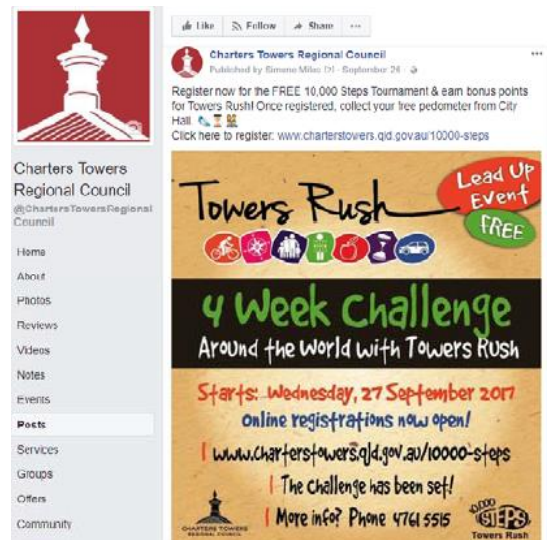 Like Follow Share ...
Charters Towers Regional Council
Published by Simone Miles [?] · September 26 ·
Register now for the FREE 10,000 Steps Tournament & earn bonus points
for Towers Rush! Once registered, collect your free pedometer from City
Hall.
Click here to register: www.charterstowers.qld.gov.au/10000-steps
Charters Towers
Regional Council
@ChartersTowersRegional
Council
Home
About
Photos
Reviews
Videos
Notes
Events
Posts
Services
Groups
Offers
Community
Towers Rush
Lead Up
Event
FREE
4 Week Challenge
Around the World with Towers Rush
Starts: Wednesday, 27 September 2017
Online registrations now open!
www.charterstowers.qld.gov.au/10000-steps
The Challenge has been set!
More info? Phone 4761 5515
CHARTERS TOWERS
REGIONAL COUNCIL
10,000
STEPS
Towers Rush